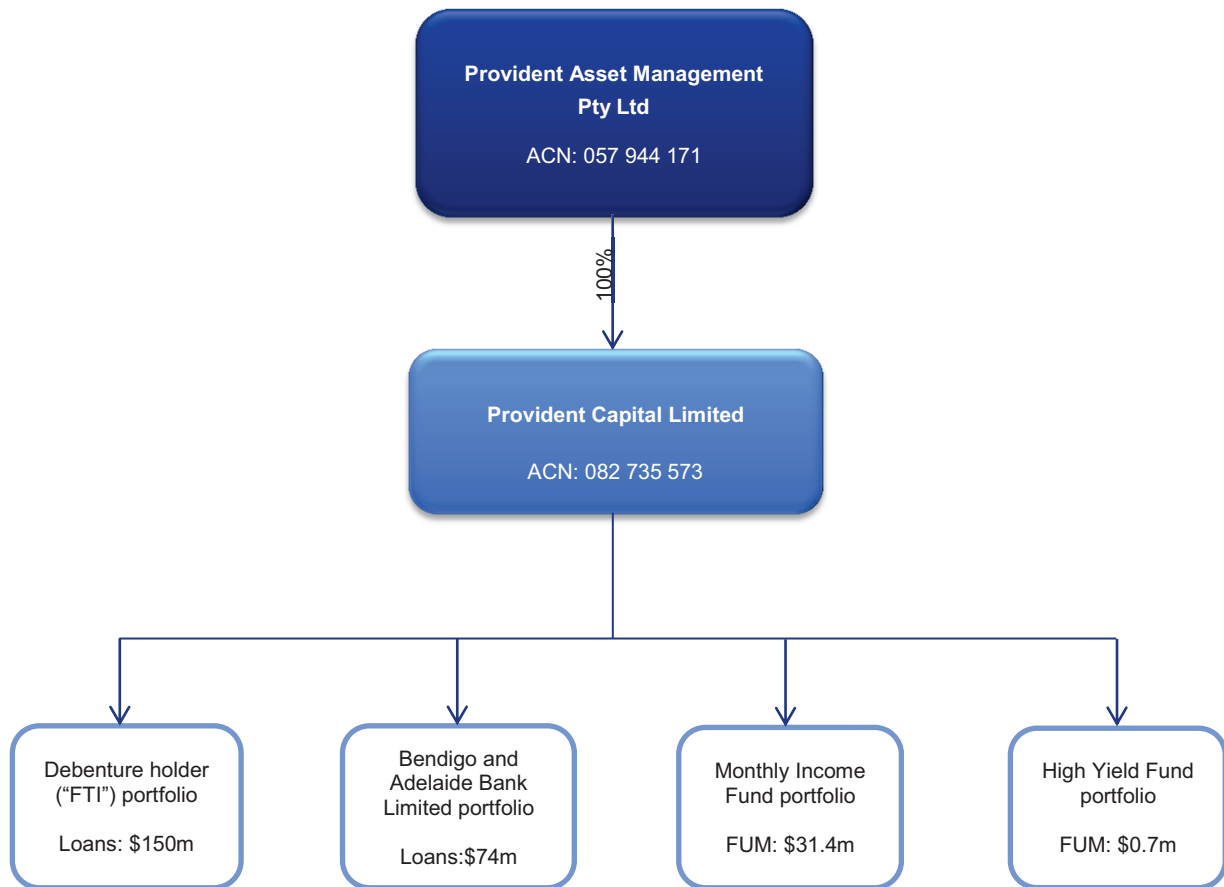 Provident Asset Management
Pty Ltd
ACN: 057 944 171
100%
Provident Capital Limited
ACN: 082 735 573
Debenture holder
(“FTI”) portfolio
Loans: $150m
Bendigo and
Adelaide Bank
Limited portfolio
Loans:$74m
Monthly Income
Fund portfolio
FUM: $31.4m
High Yield Fund
portfolio
FUM: $0.7m